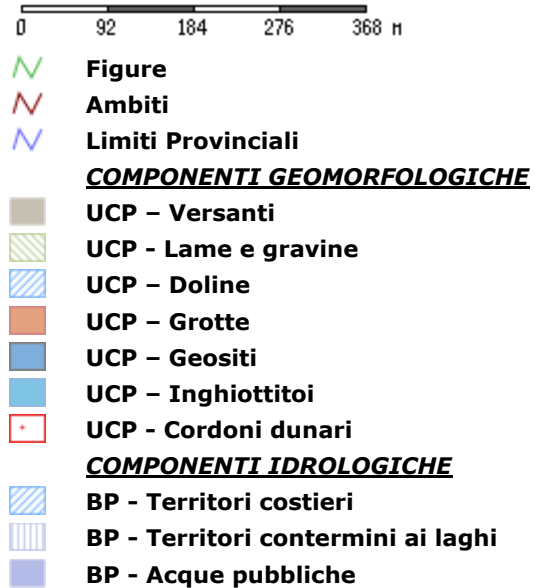 0 92 184 276 368 m
Figure
Ambiti
Limiti Provinciali
COMPONENTI GEOMORFOLOGICHE
UCP – Versanti
UCP - Lame e gravine
UCP – Doline
UCP – Grotte
UCP – Geositi
UCP – Inghiottitoi
UCP - Cordoni dunari
COMPONENTI IDROLOGICHE
BP - Territori costieri
BP - Territori contermini ai laghi
BP - Acque pubbliche